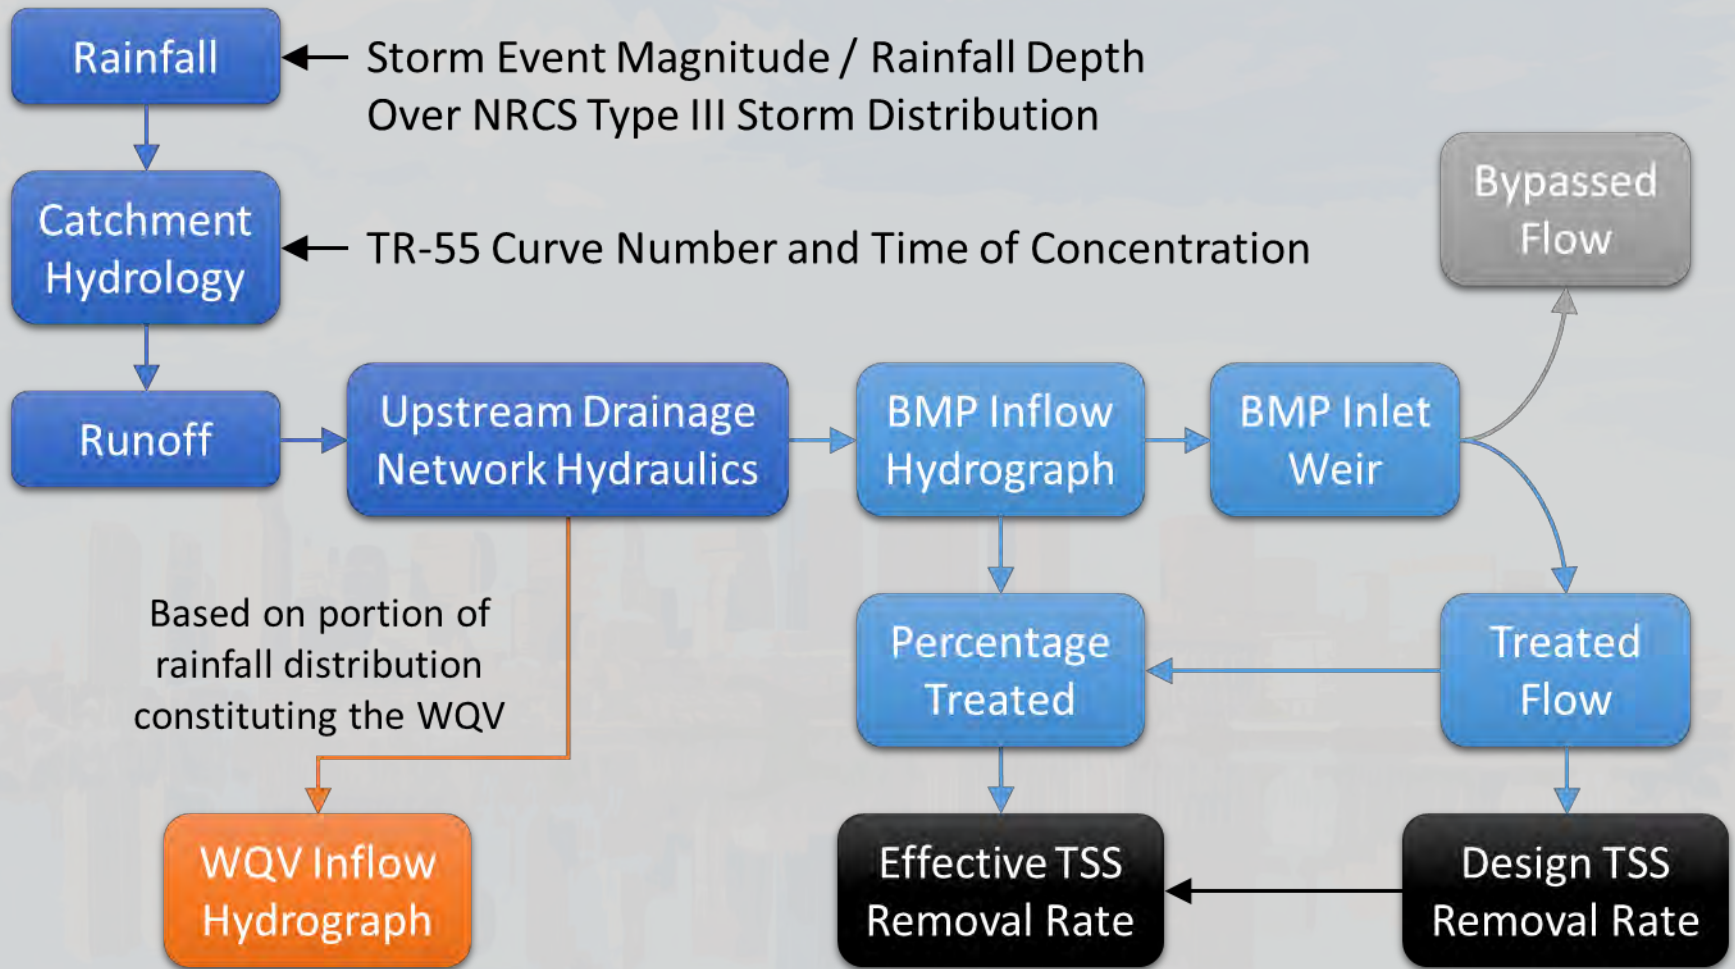 Rainfall
Storm Event Magnitude / Rainfall Depth
Over NRCS Type III Storm Distribution
Catchment
Hydrology
TR-55 Curve Number and Time of Concentration
Bypassed
Flow
Runoff
Upstream Drainage
Network Hydraulics
BMP Inflow
Hydrograph
BMP Inlet
Weir
Based on portion of
rainfall distribution
constituting the WQV
Percentage
Treated
Treated
Flow
WQV Inflow
Hydrograph
Effective TSS
Removal Rate
Design TSS
Removal Rate